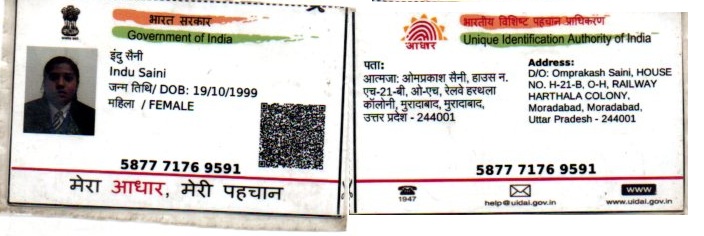 भारत सरकार
Government of India
इंदु सैनी
Indu Saini
जन्म तिथि/ DOB: 19/10/1999
महिला / FEMALE
5877 7176 9591
मेरा आधार, मेरी पहचान
आधार
भारतीय विशिष्ट पहचान प्राधिकरण
Unique Identification Authority of India
पता:
आत्मजा: ओमप्रकाश सैनी, हाउस न.
एच-21-बी, ओ-एच, रेलवे हरथला
कॉलोनी, मुरादाबाद, मुरादाबाद,
उत्तर प्रदेश - 244001
Address:
D/O: Omprakash Saini, HOUSE
NO. H-21-B, O-H, RAILWAY
HARTHALA COLONY,
Moradabad, Moradabad,
Uttar Pradesh - 244001
5877 7176 9591
1947
help@uidai.gov.in
www
www.uidai.gov.in